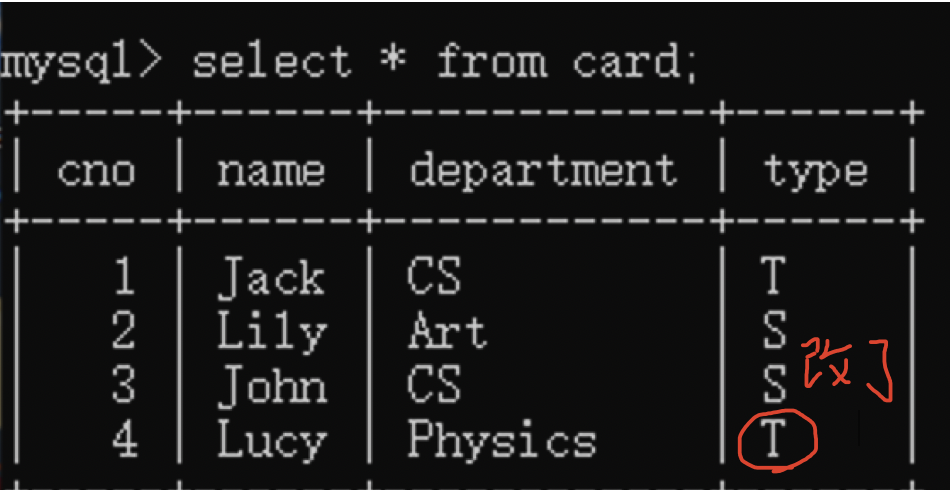 mysql> select * from card;
+------+------+------------+------+
| cno | name | department | type |
+------+------+------------+------+
| 1 | Jack | CS | T |
| 2 | Lily | Art | S |
| 3 | John | CS | S |
改了
| 4 | Lucy | Physics | T |